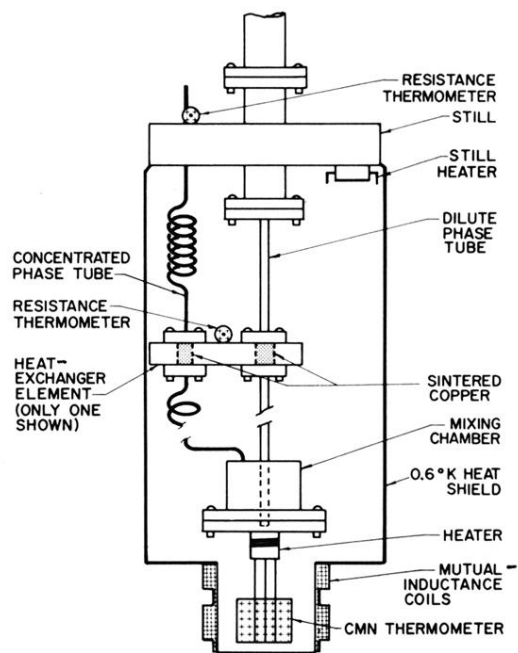 RESISTANCE
THERMOMETER
STILL
STILL
HEATER
DILUTE
PHASE
TUBE
CONCENTRATED
PHASE TUBE
RESISTANCE
THERMOMETER
HEAT-
EXCHANGER
ELEMENT
(ONLY ONE
SHOWN)
SINTERED
COPPER
MIXING
CHAMBER
0.6°K HEAT
SHIELD
HEATER
MUTUAL-
INDUCTANCE
COILS
CMN THERMOMETER